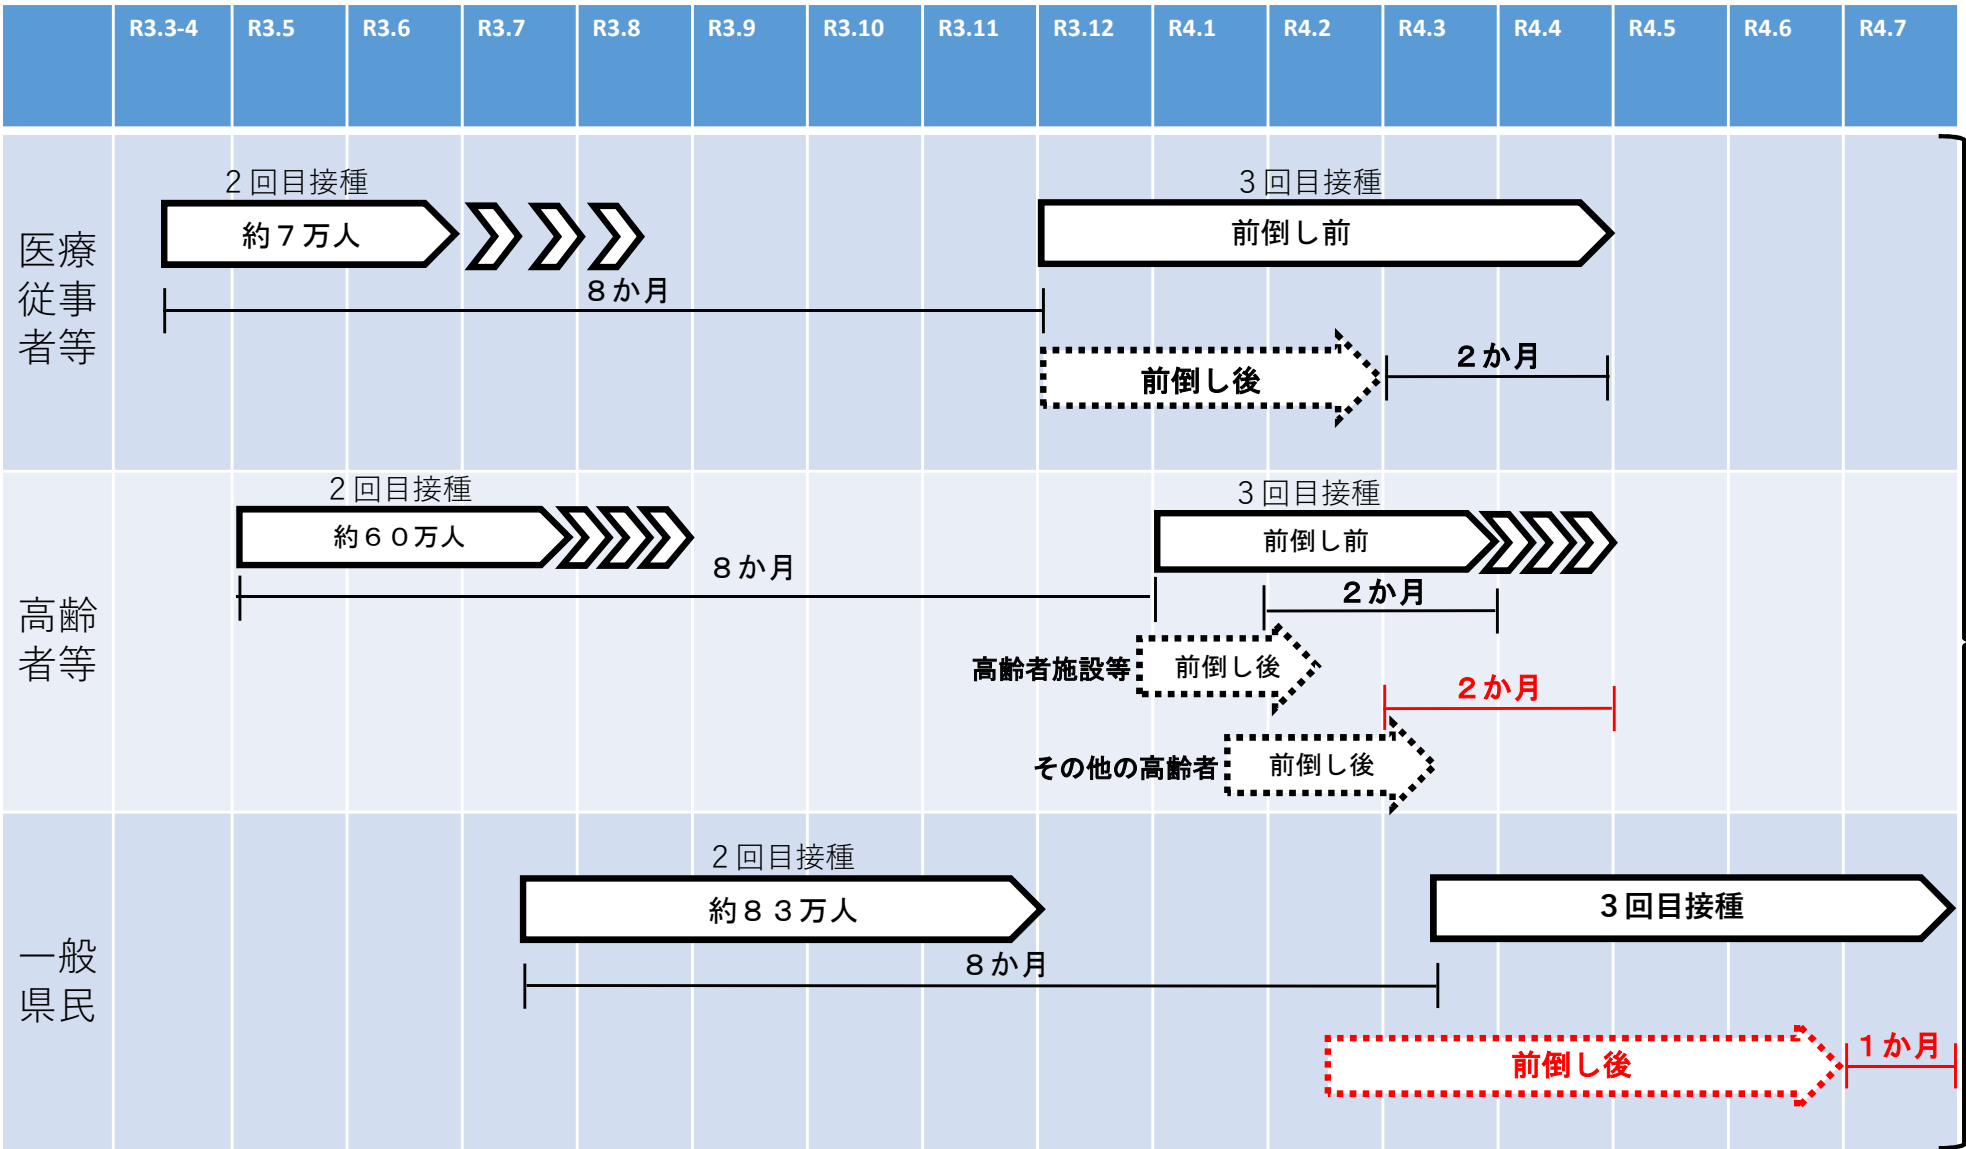 R3.3-4 R3.5 R3.6 R3.7 R3.8 R3.9 R3.10 R3.11 R3.12 R4.1 R4.2 R4.3 R4.4 R4.5 R4.6 R4.7
医療
従事
者等
２回目接種
約７万人
８か月
３回目接種
前倒し前
前倒し後
２か月
高齢
者等
２回目接種
約６０万人
８か月
３回目接種
前倒し前
２か月
高齢者施設等
前倒し後
２か月
その他の高齢者
前倒し後
一般
県民
２回目接種
約８３万人
８か月
３回目接種
前倒し後
１か月